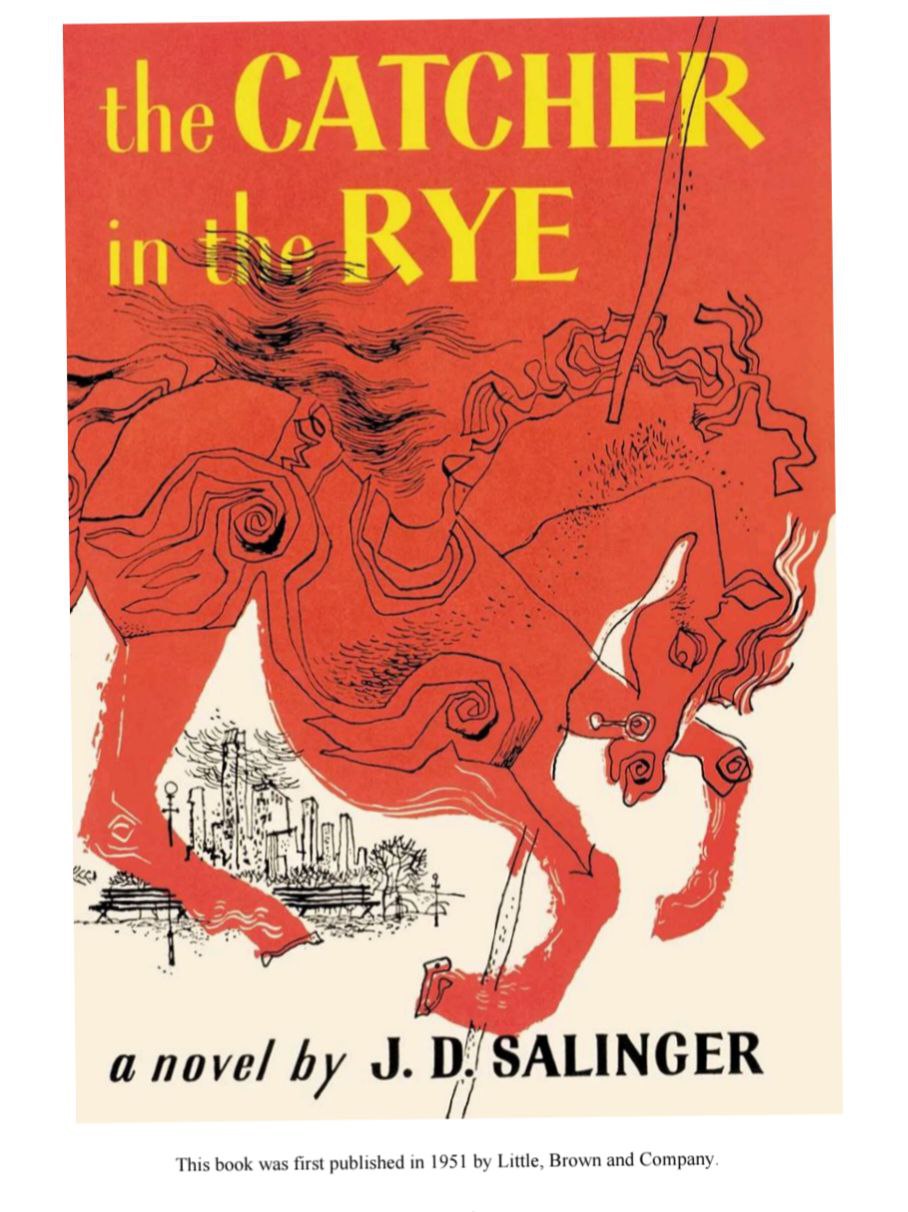 the CATCHER
in the RYE
a novel by J. D. SALINGER
This book was first published in 1951 by Little, Brown and Company.